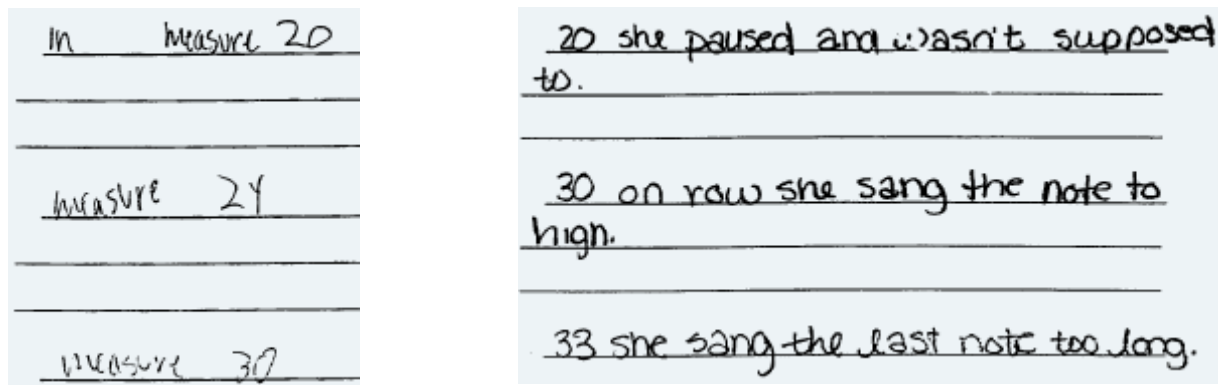 In measure 20
measure 24
measure 30
20 she paused and wasn't supposed
to.
30 on row she sang the note to
high.
33 she sang the last note too long.